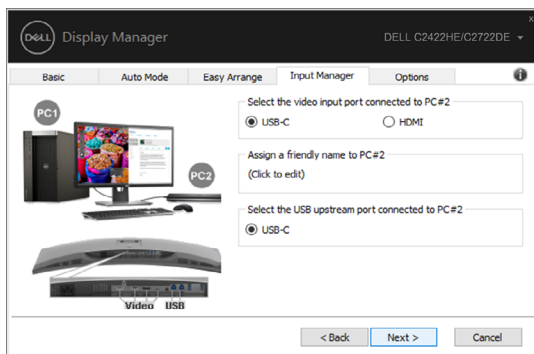 x
DELL Display Manager
DELL C2422HE/C2722DE
Basic Auto Mode Easy Arrange Input Manager Options
PC1
PC2
Video USB
Select the video input port connected to PC#2
USB-C HDMI
Assign a friendly name to PC#2
(Click to edit)
Select the USB upstream port connected to PC#2
USB-C
< Back Next > Cancel